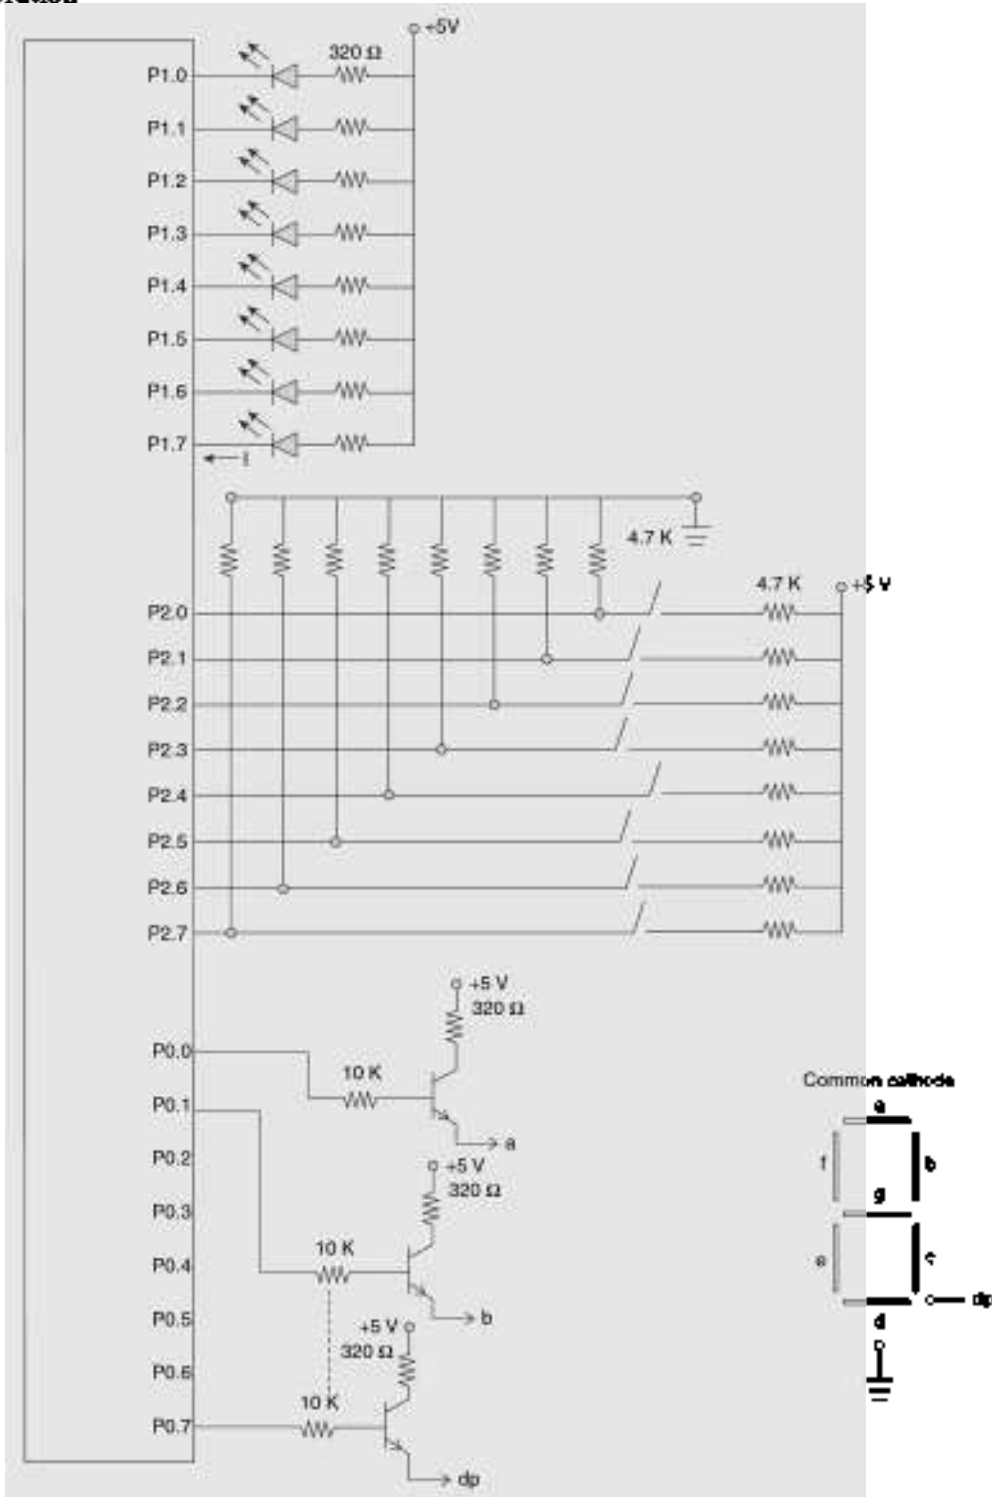 +5V
320 Ω
P1.0
P1.1
P1.2
P1.3
P1.4
P1.5
P1.6
P1.7
I
4.7 K
4.7 K
+5 V
P2.0
P2.1
P2.2
P2.3
P2.4
P2.5
P2.6
P2.7
+5 V
320 Ω
P0.0
10 K
P0.1
a
P0.2
+5 V
320 Ω
P0.3
10 K
P0.4
b
P0.5
+5 V
320 Ω
P0.6
10 K
P0.7
dp
Common cathode
a
f b
g
e c
dp
d